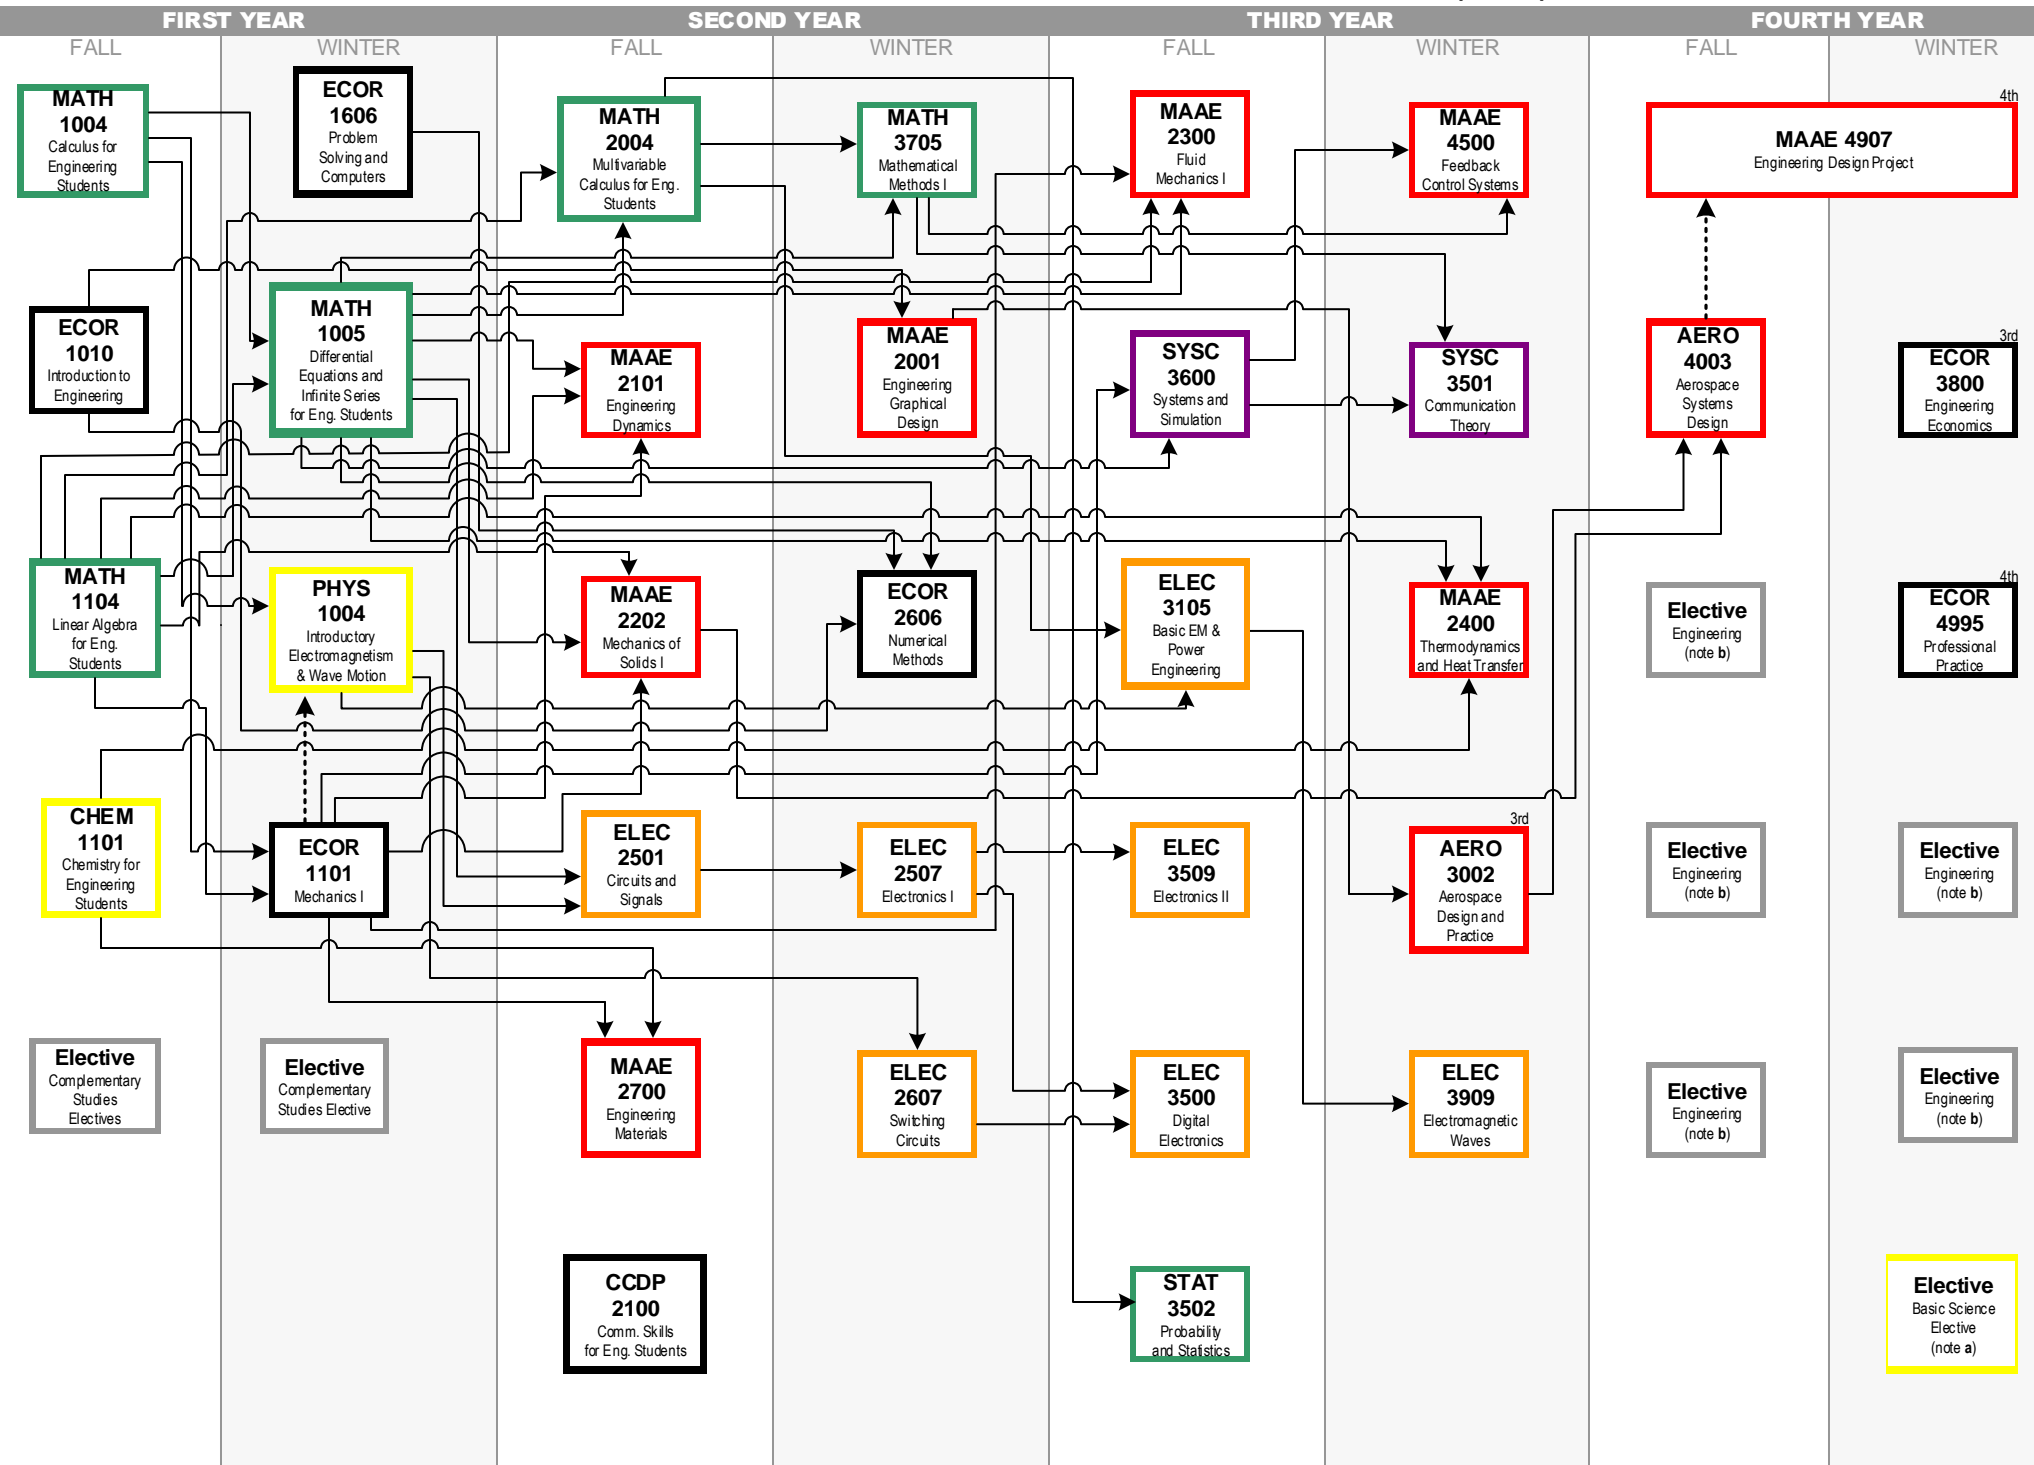 FIRST YEAR
SECOND YEAR
THIRD YEAR
FOURTH YEAR
FALL
WINTER
FALL
WINTER
FALL
WINTER
FALL
WINTER
MATH
1004
Calculus for
Engineering
Students
ECOR
1606
Problem
Solving and
Computers
MATH
2004
Multivariable
Calculus for Eng.
Students
MATH
3705
Mathematical
Methods I
MAAE
2300
Fluid
Mechanics I
MAAE
4500
Feedback
Control Systems
4th
MAAE 4907
Engineering Design Project
ECOR
1010
Introduction to
Engineering
MATH
1005
Differential
Equations and
Infinite Series
for Eng. Students
MAAE
2101
Engineering
Dynamics
MAAE
2001
Engineering
Graphical
Design
SYSC
3600
Systems and
Simulation
SYSC
3501
Communication
Theory
AERO
4003
Aerospace
Systems
Design
3rd
ECOR
3800
Engineering
Economics
MATH
1104
Linear Algebra
for Eng.
Students
PHYS
1004
Introductory
Electromagnetism
& Wave Motion
MAAE
2202
Mechanics of
Solids I
ECOR
2606
Numerical
Methods
ELEC
3105
Basic EM &
Power
Engineering
MAAE
2400
Thermodynamics
and Heat Transfer
Elective
Engineering
(note b)
4th
ECOR
4995
Professional
Practice
CHEM
1101
Chemistry for
Engineering
Students
ECOR
1101
Mechanics I
ELEC
2501
Circuits and
Signals
ELEC
2507
Electronics I
ELEC
3509
Electronics II
3rd
AERO
3002
Aerospace
Design and
Practice
Elective
Engineering
(note b)
Elective
Engineering
(note b)
Elective
Complementary
Studies
Electives
Elective
Complementary
Studies Elective
MAAE
2700
Engineering
Materials
ELEC
2607
Switching
Circuits
ELEC
3500
Digital
Electronics
ELEC
3909
Electromagnetic
Waves
Elective
Engineering
(note b)
Elective
Engineering
(note b)
CCDP
2100
Comm. Skills
for Eng. Students
STAT
3502
Probability
and Statistics
Elective
Basic Science
Elective
(note a)